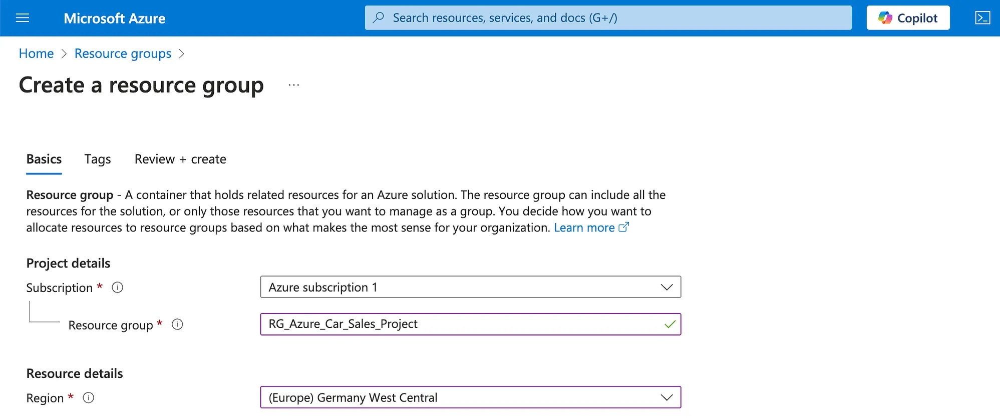 Microsoft Azure
Search resources, services, and docs (G+/)
Copilot
Home > Resource groups >
Create a resource group ...
Basics Tags Review + create
Resource group - A container that holds related resources for an Azure solution. The resource group can include all the
resources for the solution, or only those resources that you want to manage as a group. You decide how you want to
allocate resources to resource groups based on what makes the most sense for your organization. Learn more
Project details
Subscription * Azure subscription 1
Resource group * RG_Azure_Car_Sales_Project
Resource details
Region * (Europe) Germany West Central